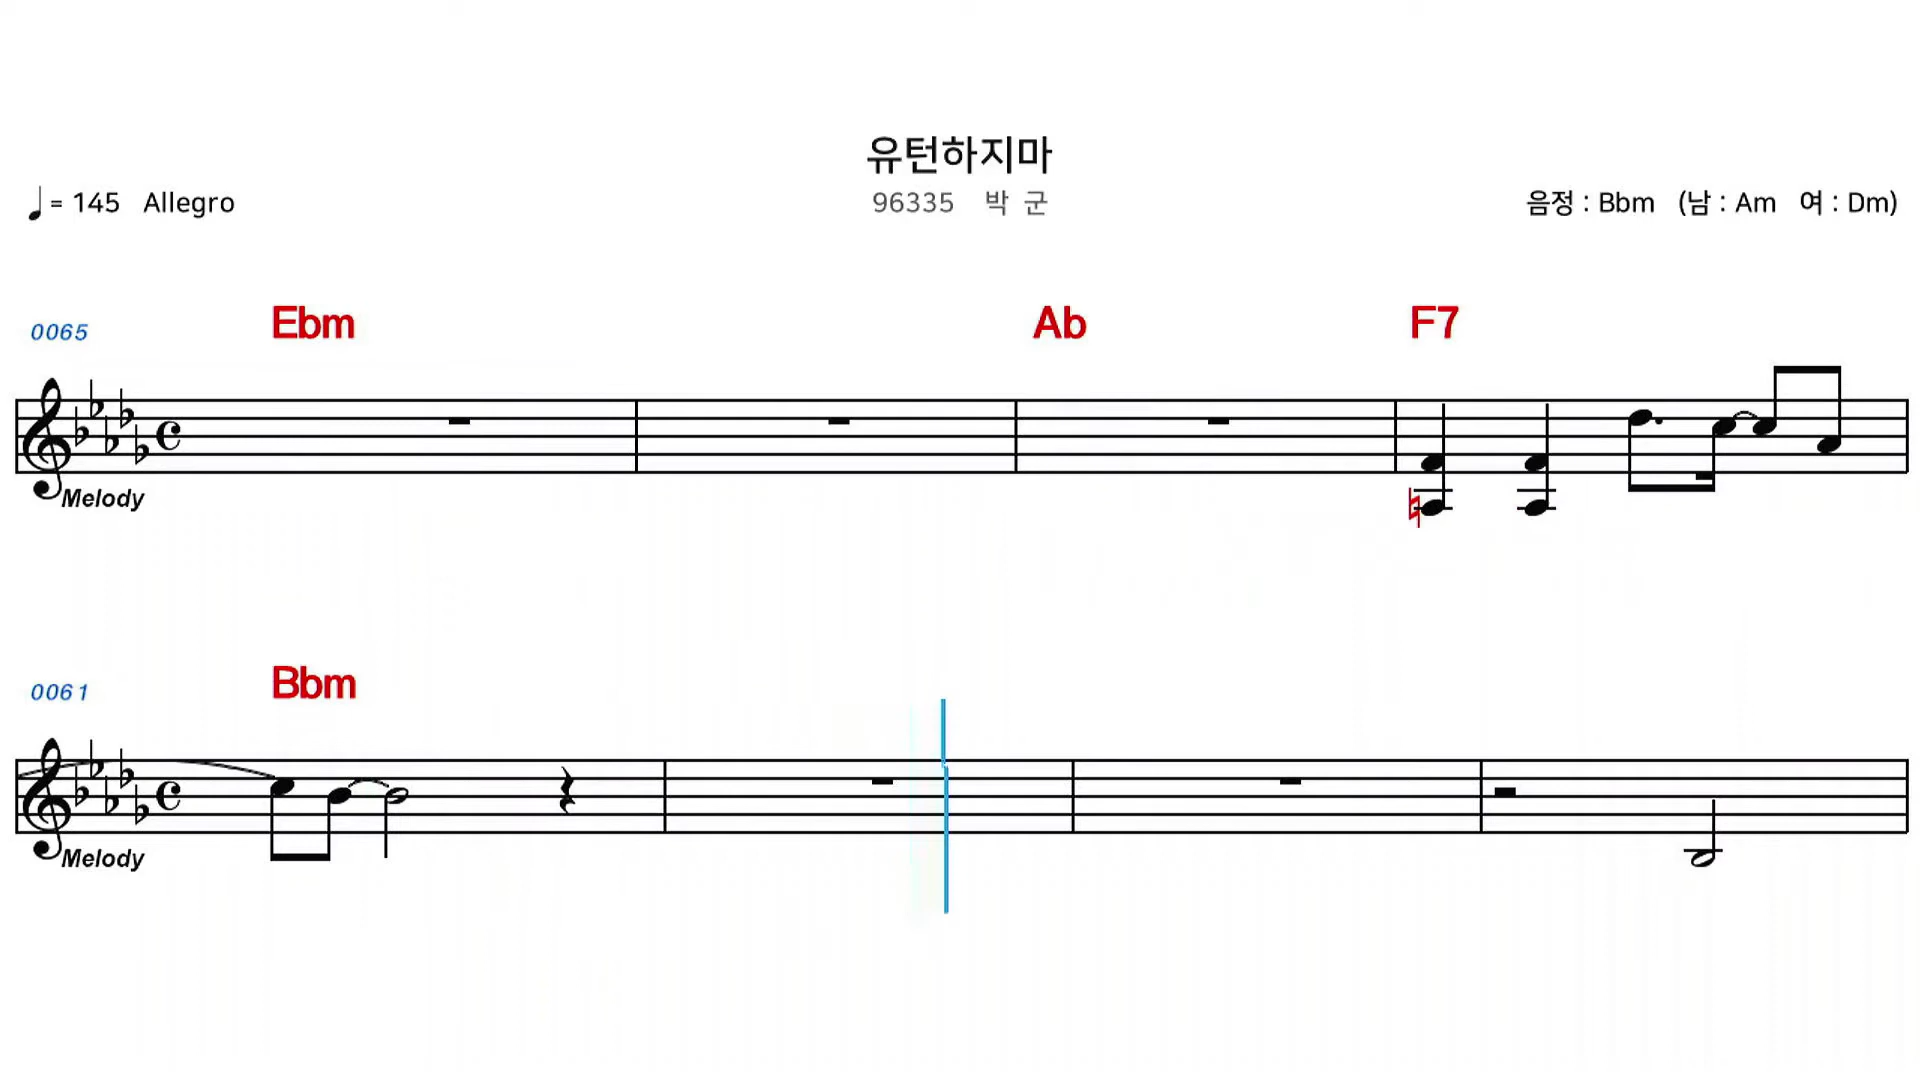 유턴하지마
= 145 Allegro
96335 박 군
음정 : Bbm (남 : Am 여 : Dm)
0065 Ebm Ab F7
Melody
0061 Bbm
Melody